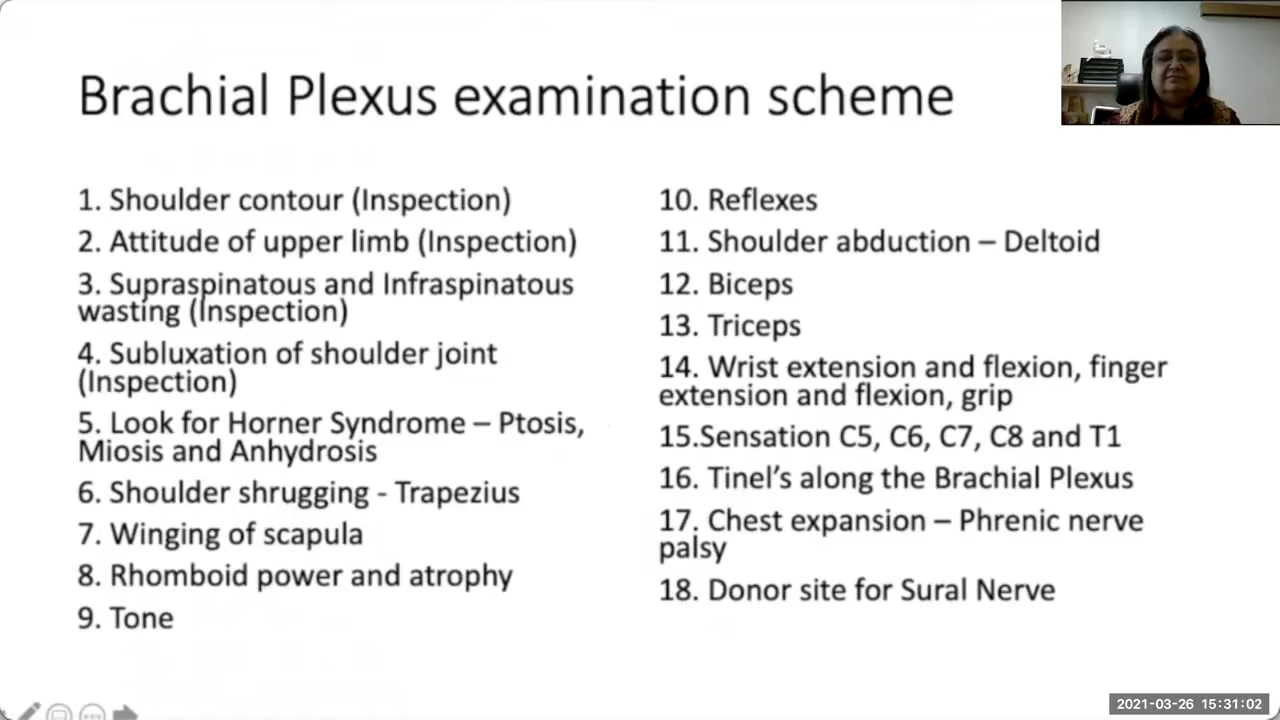 Brachial Plexus examination scheme
1. Shoulder contour (Inspection)
2. Attitude of upper limb (Inspection)
3. Supraspinatous and Infraspinatous
wasting (Inspection)
4. Subluxation of shoulder joint
(Inspection)
5. Look for Horner Syndrome – Ptosis,
Miosis and Anhydrosis
6. Shoulder shrugging - Trapezius
7. Winging of scapula
8. Rhomboid power and atrophy
9. Tone
10. Reflexes
11. Shoulder abduction – Deltoid
12. Biceps
13. Triceps
14. Wrist extension and flexion, finger
extension and flexion, grip
15.Sensation C5, C6, C7, C8 and T1
16. Tinel’s along the Brachial Plexus
17. Chest expansion – Phrenic nerve
palsy
18. Donor site for Sural Nerve
2021-03-26 15:31:02